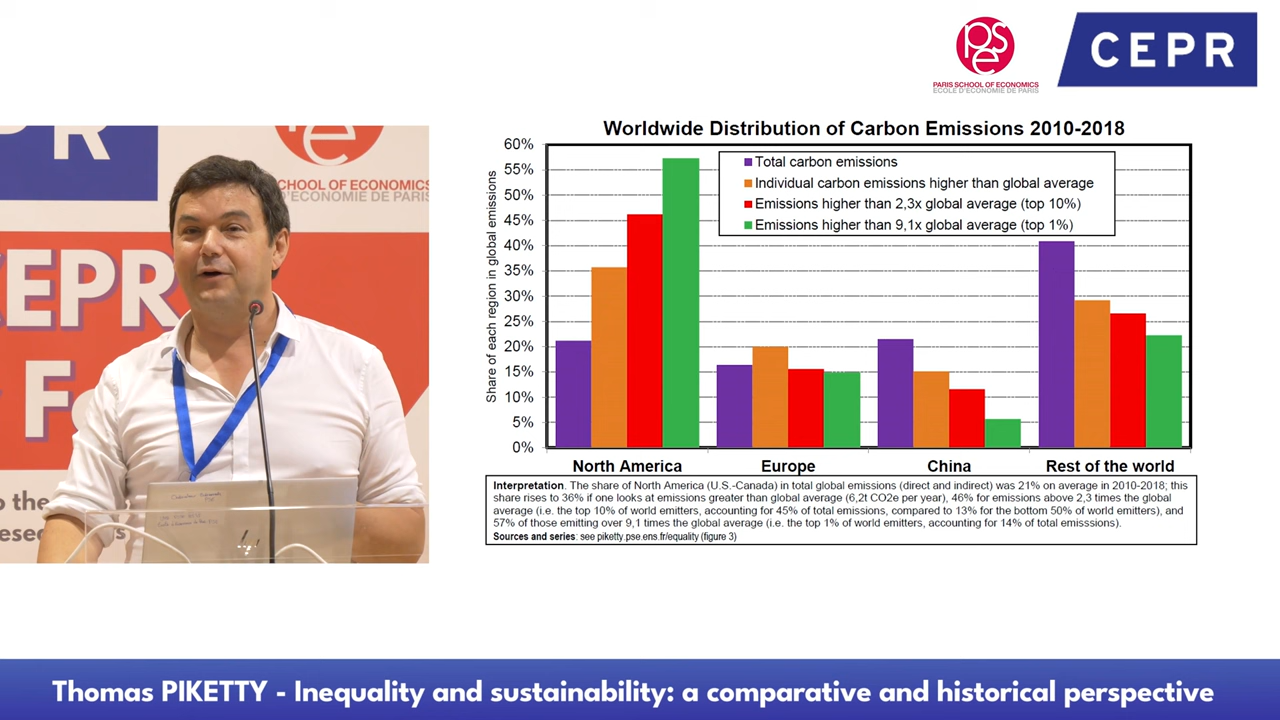 pse
PARIS SCHOOL OF ECONOMICS
ECOLE D'ECONOMIE DE PARIS
CEPR
PR
SCHOOL OF ECONOMICS
D'ECONOMIE DE PARIS
CEPR
o the
Worldwide Distribution of Carbon Emissions 2010-2018
Share of each region in global emissions
60%
55%
50%
45%
40%
35%
30%
25%
20%
15%
10%
5%
0%
Total carbon emissions
Individual carbon emissions higher than global average
Emissions higher than 2,3x global average (top 10%)
Emissions higher than 9,1x global average (top 1%)
North America Europe China Rest of the world
Interpretation. The share of North America (U.S.-Canada) in total global emissions (direct and indirect) was 21% on average in 2010-2018; this
share rises to 36% if one looks at emissions greater than global average (6,2t CO2e per year), 46% for emissions above 2,3 times the global
average (i.e. the top 10% of world emitters, accounting for 45% of total emissions, compared to 13% for the bottom 50% of world emitters), and
57% of those emitting over 9,1 times the global average (i.e. the top 1% of world emitters, accounting for 14% of total emisssions).
Sources and series: see piketty.pse.ens.fr/equality (figure 3)
Thomas PIKETTY - Inequality and sustainability: a comparative and historical perspective